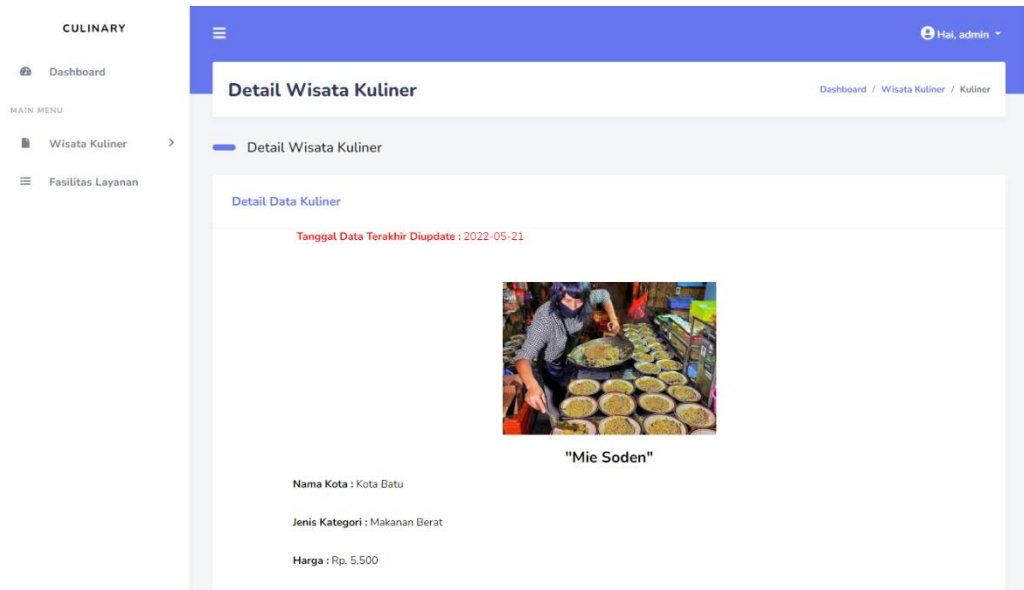 CULINARY
Hai, admin
Dashboard
Detail Wisata Kuliner
Dashboard / Wisata Kuliner / Kuliner
MAIN MENU
Wisata Kuliner
Detail Wisata Kuliner
Fasilitas Layanan
Detail Data Kuliner
Tanggal Data Terakhir Diupdate : 2022-05-21
"Mie Soden"
Nama Kota : Kota Batu
Jenis Kategori : Makanan Berat
Harga : Rp. 5,500